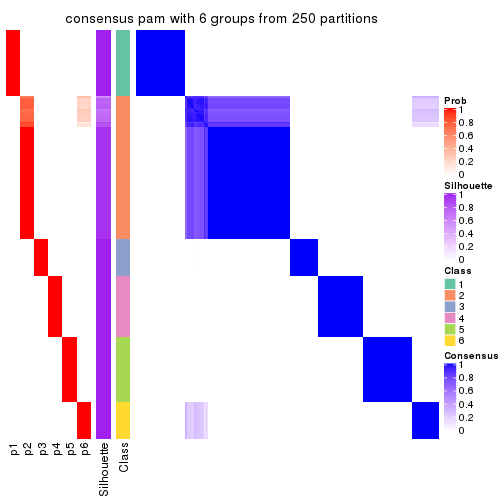 consensus pam with 6 groups from 250 partitions
Prob
1
0.8
0.6
0.4
0.2
0
Silhouette
1
0.8
0.6
0.4
0.2
0
Class
1
2
3
4
5
6
Consensus
1
0.8
0.6
0.4
0.2
0
p1
p2
p3
p4
p5
p6
Silhouette
Class